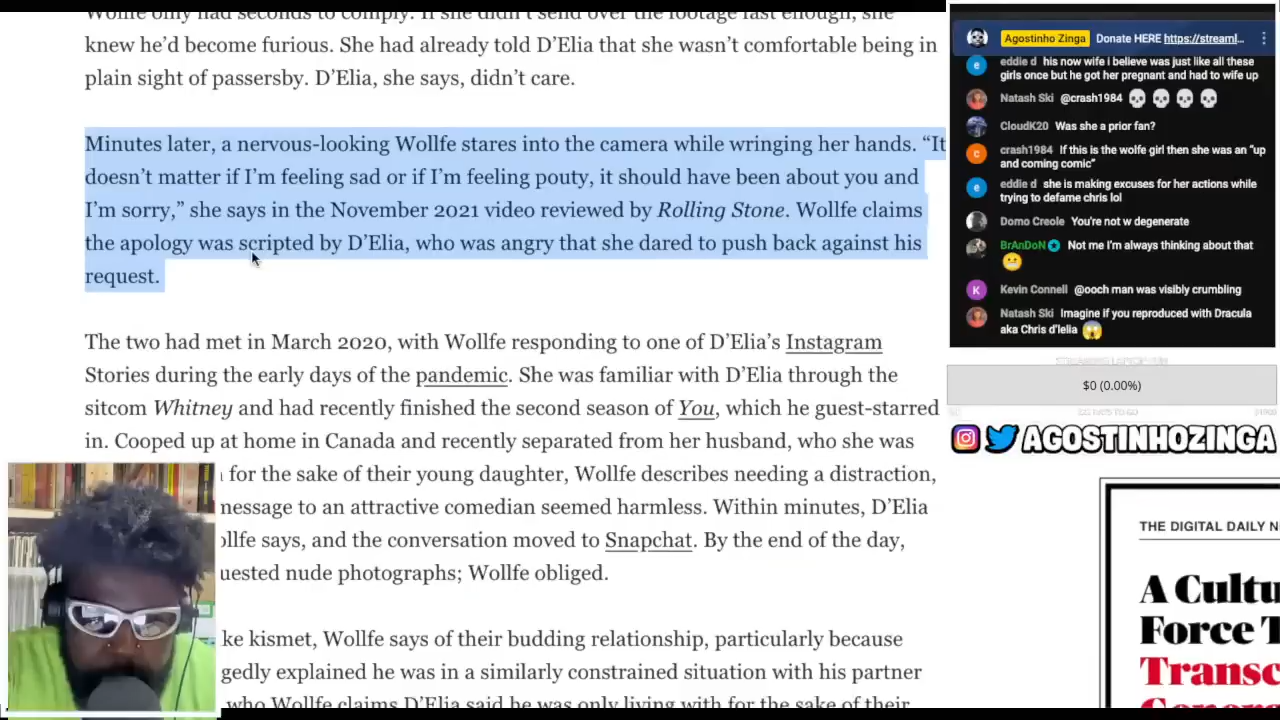 Wolfe only had seconds to comply. If she didn't send over the footage fast enough, she
knew he'd become furious. She had already told D'Elia that she wasn't comfortable being in
plain sight of passersby. D'Elia, she says, didn't care.
Minutes later, a nervous-looking Wollfe stares into the camera while wringing her hands. “It
doesn't matter if I'm feeling sad or if I'm feeling pouty, it should have been about you and
I'm sorry,” she says in the November 2021 video reviewed by Rolling Stone. Wollfe claims
the apology was scripted by D'Elia, who was angry that she dared to push back against his
request.
The two had met in March 2020, with Wollfe responding to one of D'Elia's Instagram
Stories during the early days of the pandemic. She was familiar with D'Elia through the
sitcom Whitney and had recently finished the second season of You, which he guest-starred
in. Cooped up at home in Canada and recently separated from her husband, who she was
for the sake of their young daughter, Wollfe describes needing a distraction,
message to an attractive comedian seemed harmless. Within minutes, D'Elia
ollfe says, and the conversation moved to Snapchat. By the end of the day,
uested nude photographs; Wollfe obliged.
ke kismet, Wollfe says of their budding relationship, particularly because
gedly explained he was in a similarly constrained situation with his partner
who Wollfe claims D'Elia said he was only living with for the sake of their
Agostinho Zinga Donate HERE https://streaml...
eddie d his now wife i believe was just like all these
girls once but he got her pregnant and had to wife up
Natash Ski @crash1984 💀 💀 💀 💀
CloudK20 Was she a prior fan?
crash1984 If this is the wolfe girl then she was an “up
and coming comic”
eddie d she is making excuses for her actions while
trying to defame chris lol
Domo Creole You're not w degenerate
BrAnDoN Not me I'm always thinking about that
😬
Kevin Connell @ooch man was visibly crumbling
Natash Ski Imagine if you reproduced with Dracula
aka Chris d'lelia 😱
$0 (0.00%)
AGOSTINHOZINGA
THE DIGITAL DAILY N
A Cultu
Force T
Transc